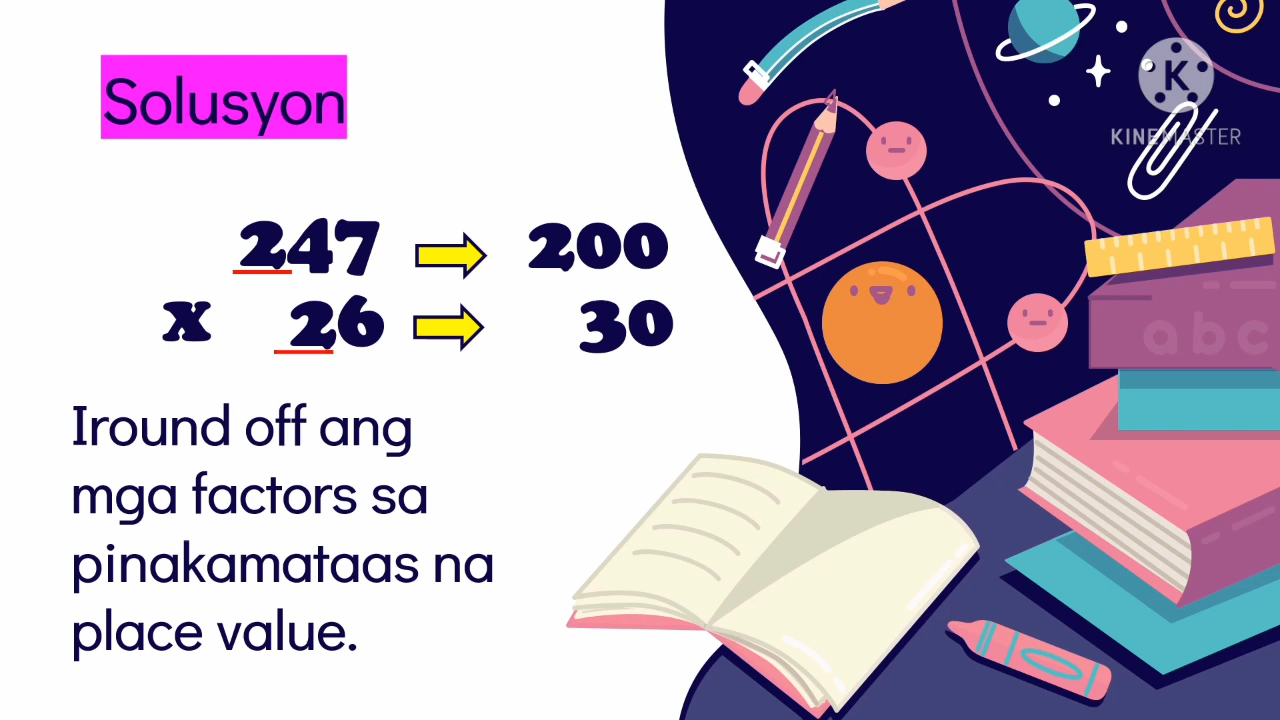 Solusyon
247 200
x 26 30
Iround off ang
mga factors sa
pinakamataas na
place value.
K
KINEMASTER
abc